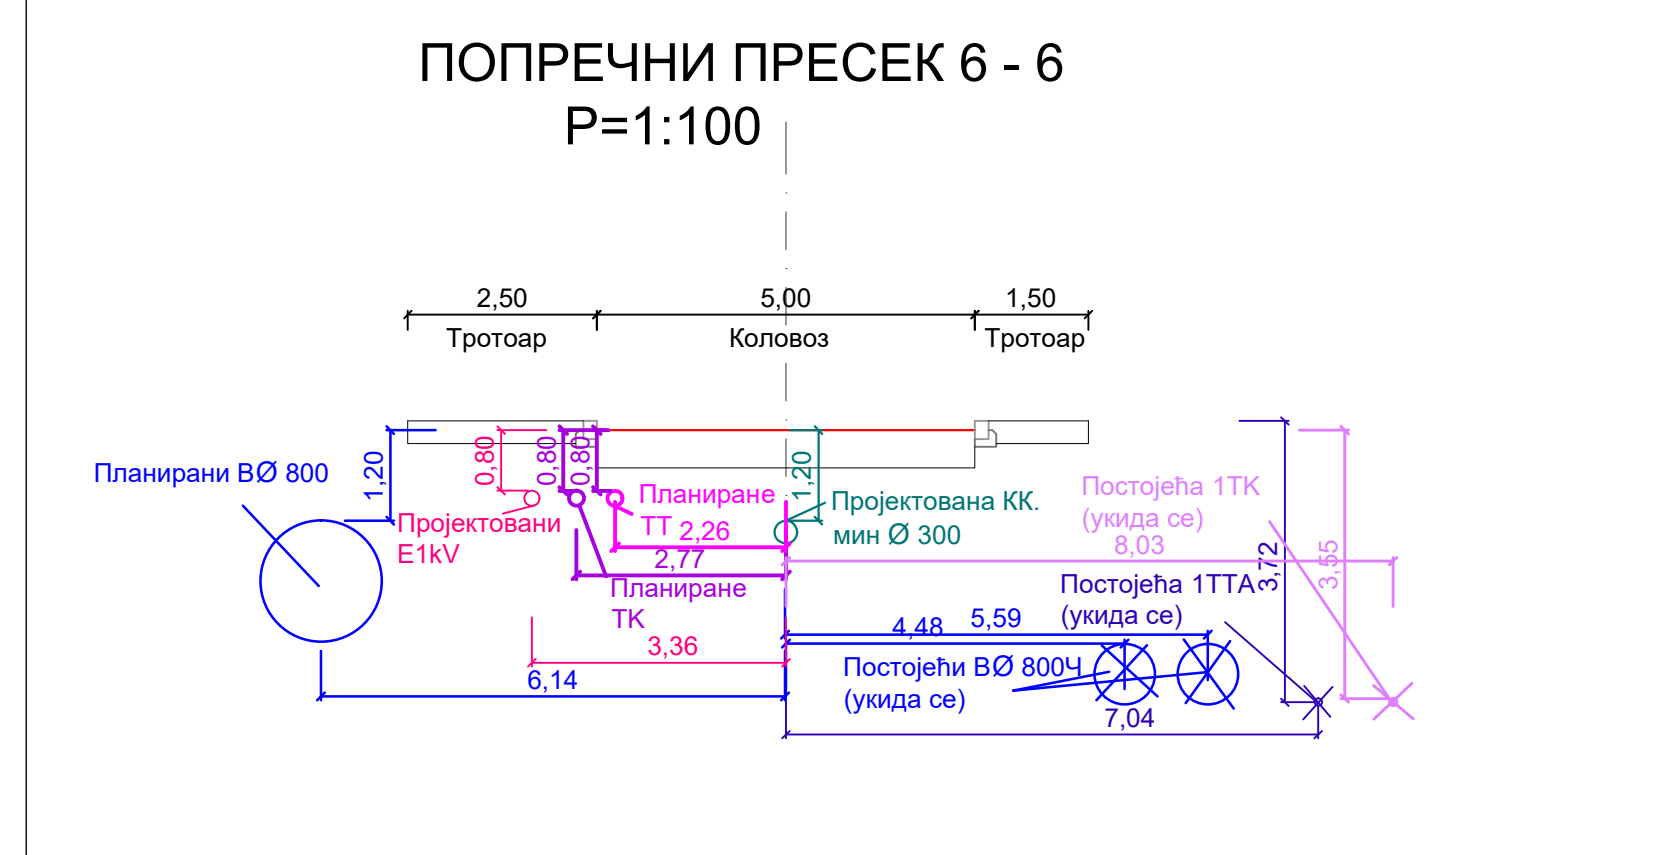 ПОПРЕЧНИ ПРЕСЕК 6 - 6
Р=1:100
2,50
5,00
1,50
Тротоар
Коловоз
Тротоар
Планирани ВØ 800
1,20
0,80
0,80
0,80
1,20
Пројектовани
E1kV
Планиране
ТТ
2,26
2,77
Планиране
ТК
Пројектована КК.
мин Ø 300
Постојећа 1ТК
(укида се)
8,03
3,72
3,55
Постојећа 1ТТА
(укида се)
4,48
5,59
3,36
6,14
Постојећи ВØ 800Ч
(укида се)
7,04